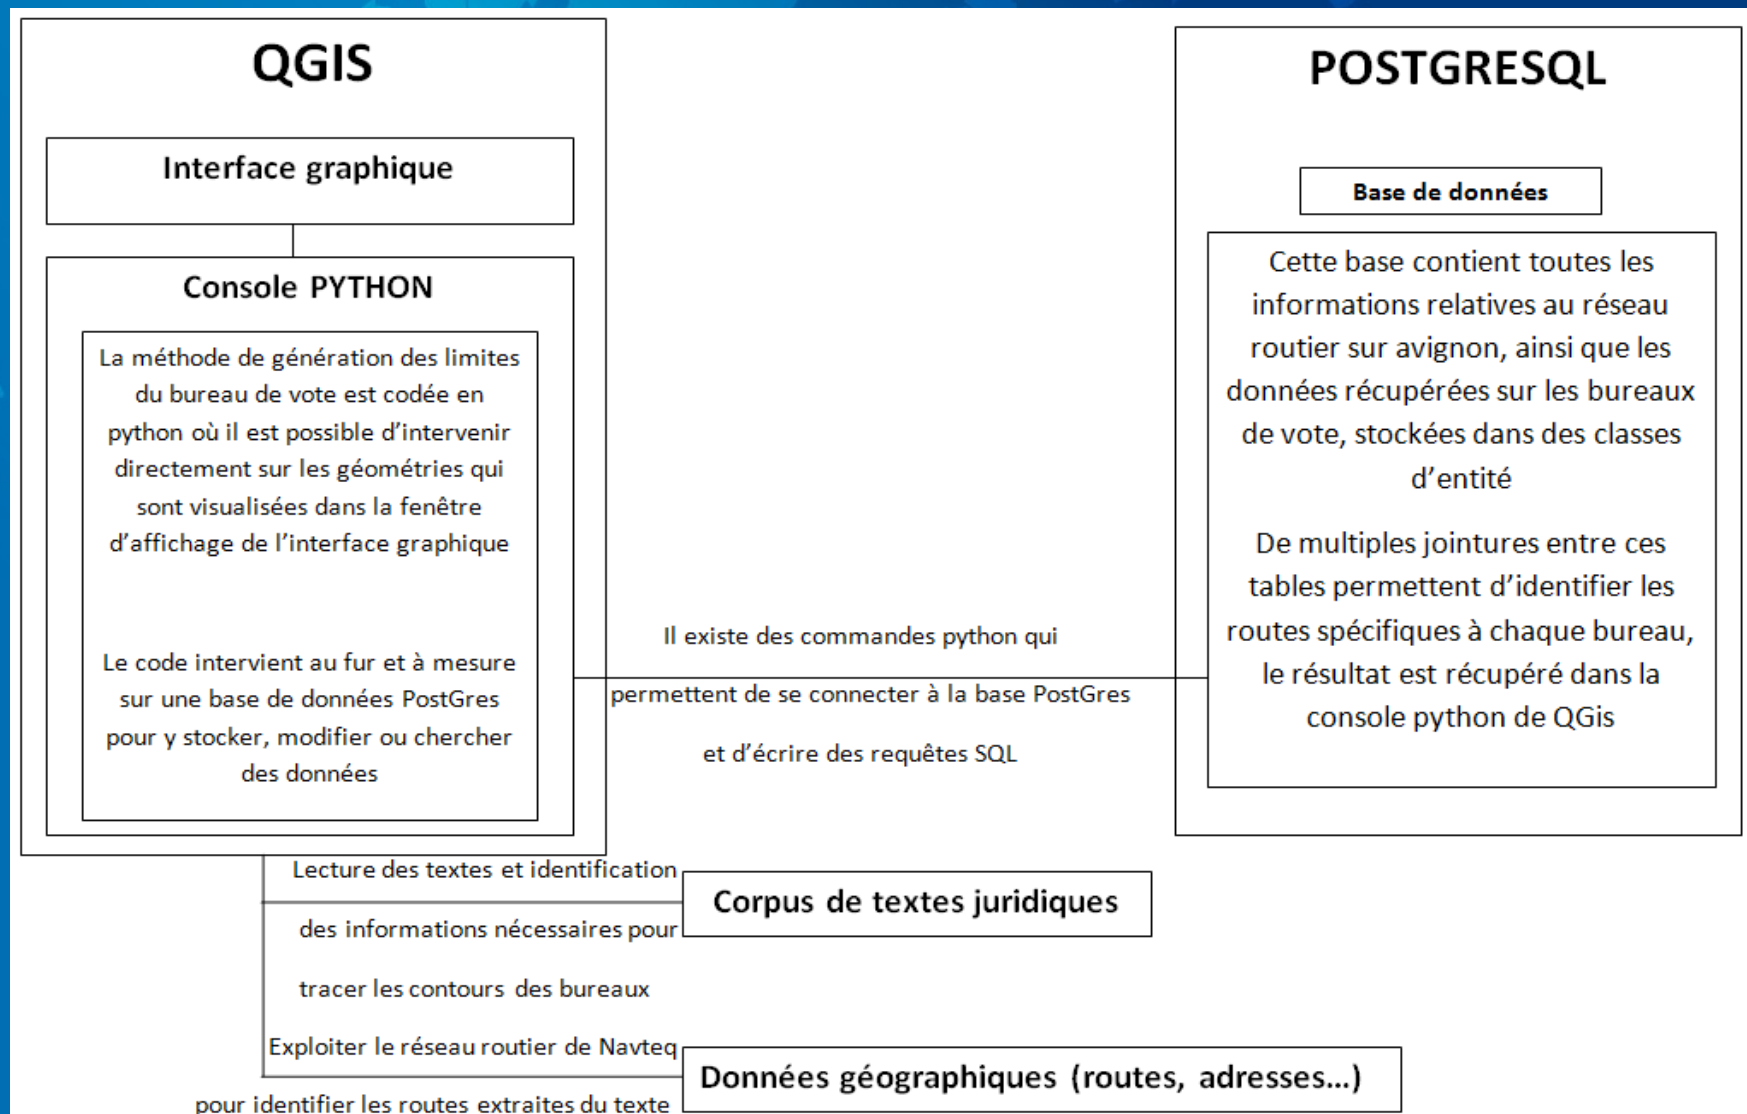 QGIS
Interface graphique
Console PYTHON
La méthode de génération des limites
du bureau de vote est codée en
python où il est possible d'intervenir
directement sur les géométries qui
sont visualisées dans la fenêtre
d'affichage de l'interface graphique
Le code intervient au fur et à mesure
sur une base de données PostGres
pour y stocker, modifier ou chercher
des données
Il existe des commandes python qui
permettent de se connecter à la base PostGres
et d'écrire des requêtes SQL
POSTGRESQL
Base de données
Cette base contient toutes les
informations relatives au réseau
routier sur avignon, ainsi que les
données récupérées sur les bureaux
de vote, stockées dans des classes
d'entité
De multiples jointures entre ces
tables permettent d'identifier les
routes spécifiques à chaque bureau,
le résultat est récupéré dans la
console python de QGis
Lecture des textes et identification
des informations nécessaires pour
tracer les contours des bureaux
Corpus de textes juridiques
Exploiter le réseau routier de Navteq
pour identifier les routes extraites du texte
Données géographiques (routes, adresses...)